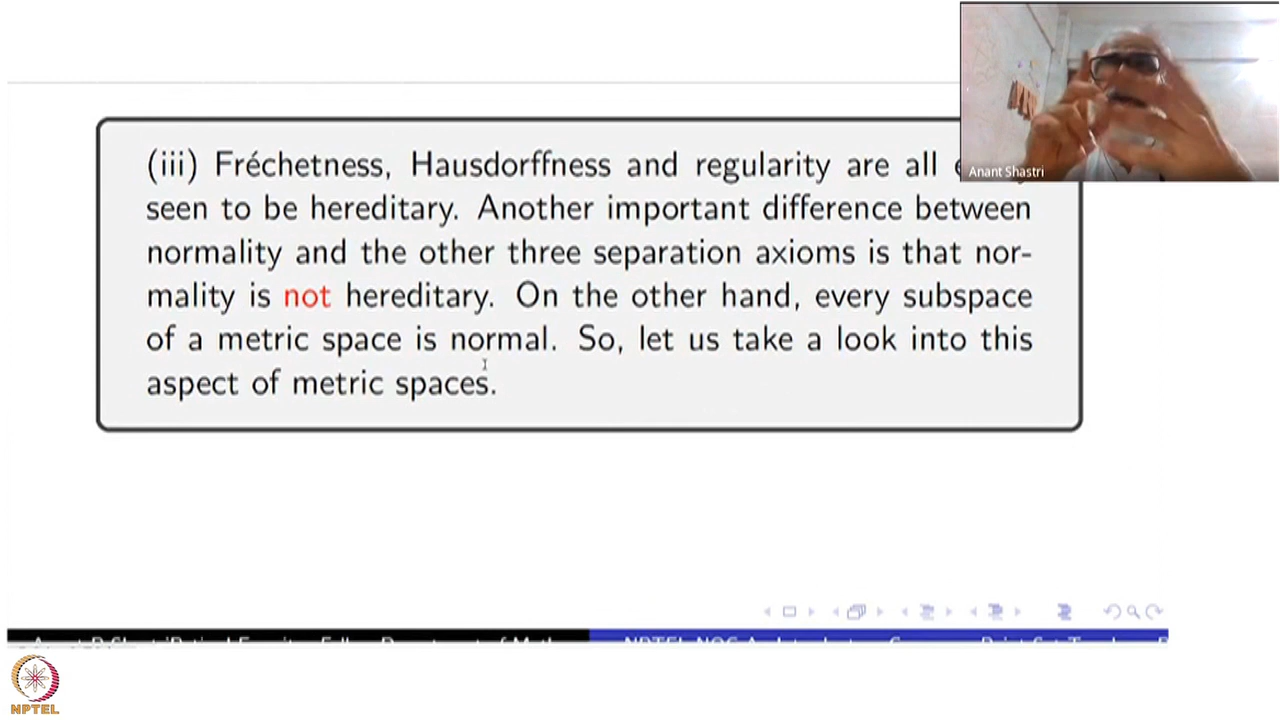 Anant Shastri
(iii) Fréchetness, Hausdorffness and regularity are all
seen to be hereditary. Another important difference between
normality and the other three separation axioms is that nor-
mality is not hereditary. On the other hand, every subspace
of a metric space is normal. So, let us take a look into this
aspect of metric spaces.
NPTEL